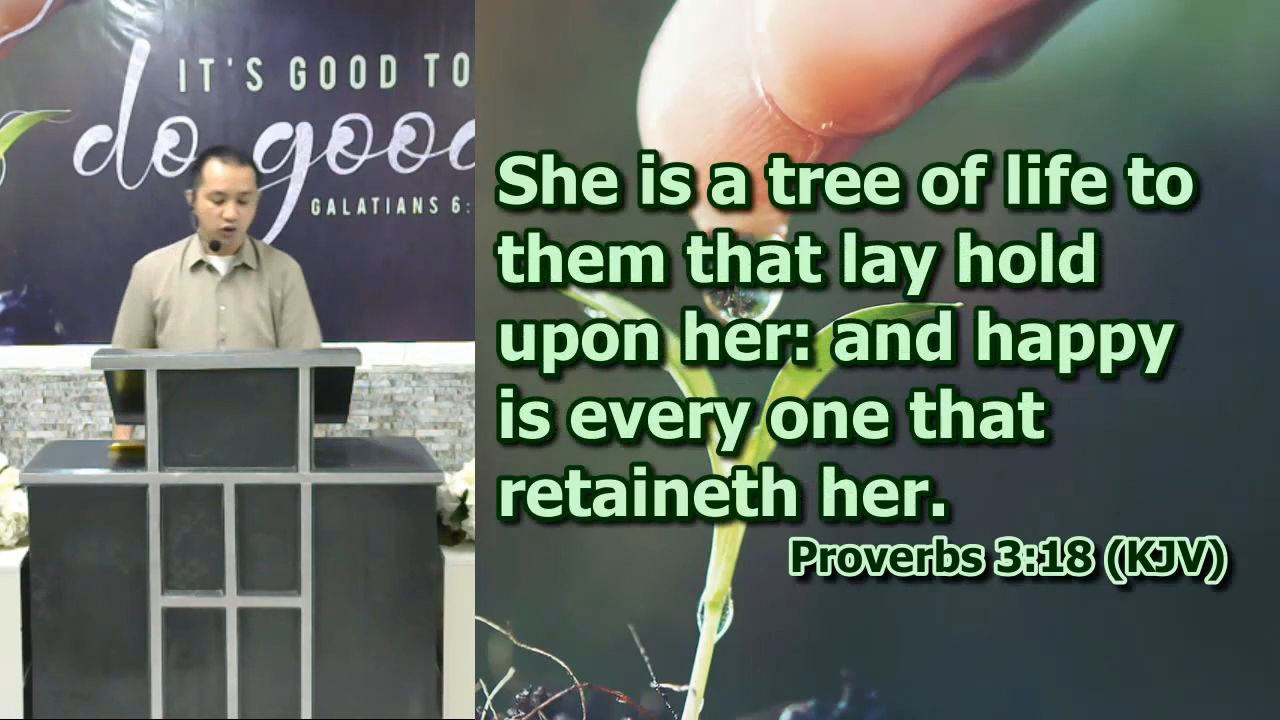 IT'S GOOD TO
do good
GALATIANS 6:
She is a tree of life to
them that lay hold
upon her: and happy
is every one that
retaineth her.
Proverbs 3:18 (KJV)